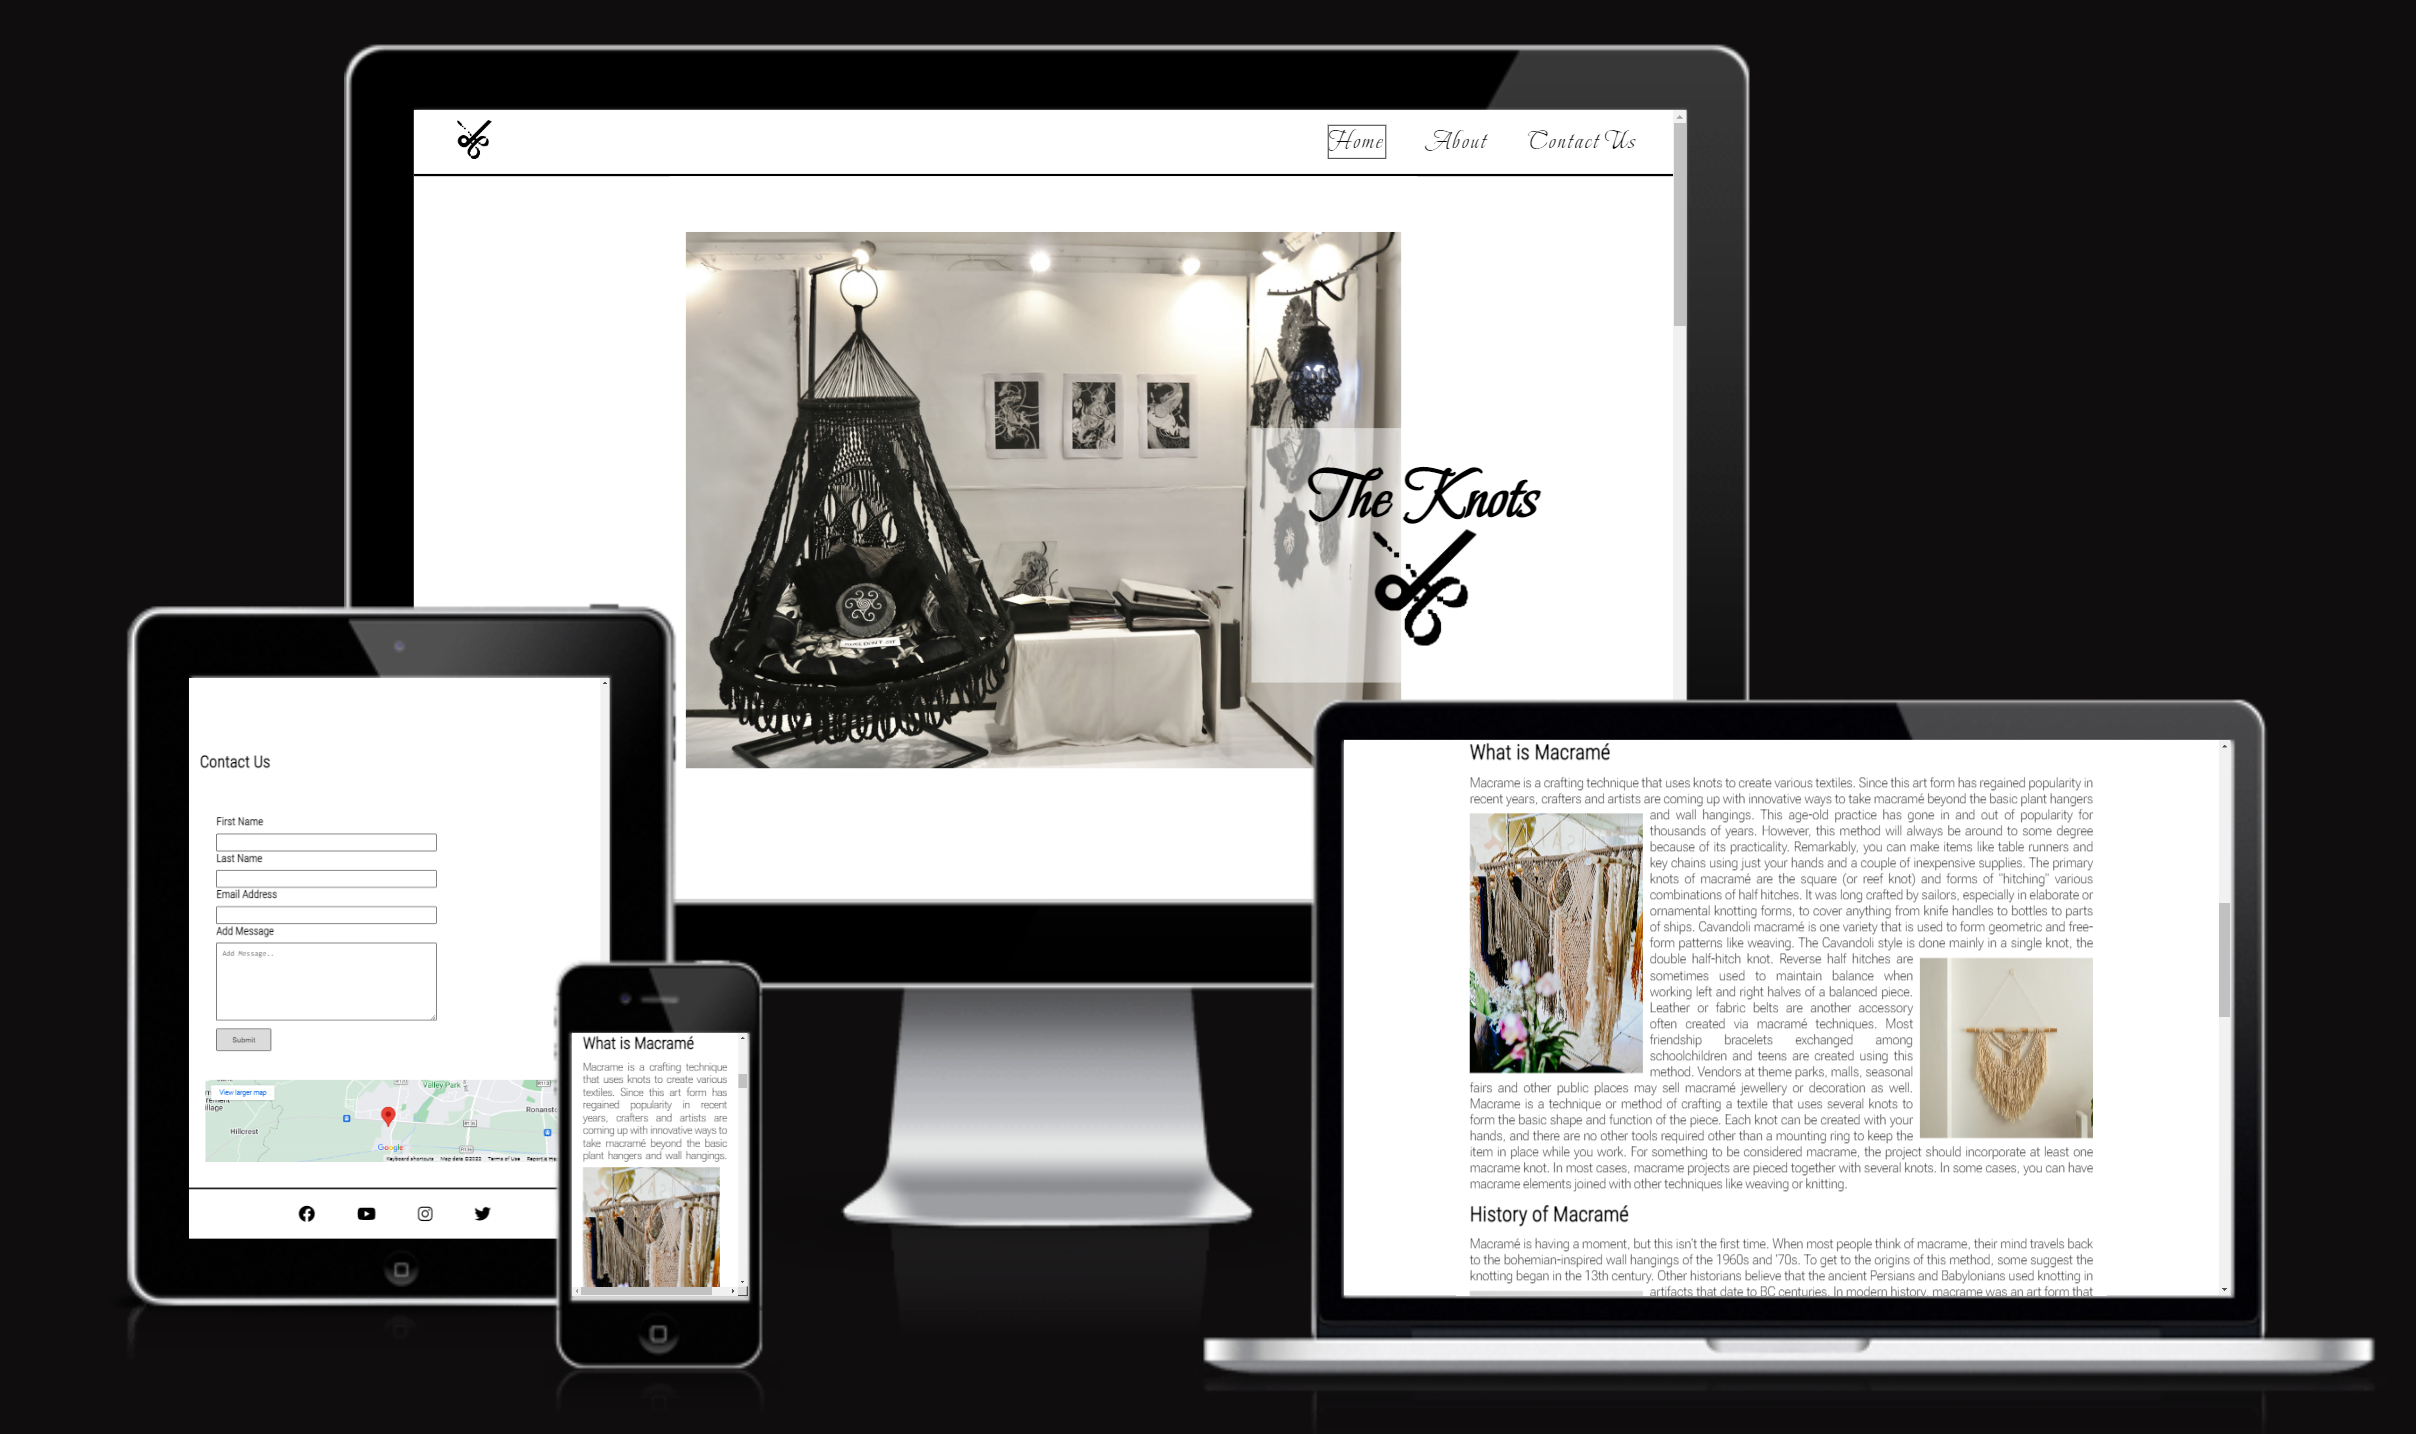 Home
About
Contact Us
The Knots
Contact Us
First Name
Last Name
Email Address
Add Message
Add Message..
Submit
View larger map
Valley Park
Hillcrest
Google
Keyboard shortcuts
Map data ©2022
Terms of Use
What is Macramé
Macrame is a crafting technique
that uses knots to create various
textiles. Since this art form has
regained popularity in recent
years, crafters and artists are
coming up with innovative ways to
take macramé beyond the basic
plant hangers and wall hangings.
What is Macramé
Macrame is a crafting technique that uses knots to create various textiles. Since this art form has regained popularity in
recent years, crafters and artists are coming up with innovative ways to take macramé beyond the basic plant hangers
and wall hangings. This age-old practice has gone in and out of popularity for
thousands of years. However, this method will always be around to some degree
because of its practicality. Remarkably, you can make items like table runners and
key chains using just your hands and a couple of inexpensive supplies. The primary
knots of macramé are the square (or reef knot) and forms of "hitching" various
combinations of half hitches. It was long crafted by sailors, especially in elaborate or
ornamental knotting forms, to cover anything from knife handles to bottles to parts
of ships. Cavandoli macramé is one variety that is used to form geometric and free-
form patterns like weaving. The Cavandoli style is done mainly in a single knot, the
double half-hitch knot. Reverse half hitches are
sometimes used to maintain balance when
working left and right halves of a balanced piece.
Leather or fabric belts are another accessory
often created via macramé techniques. Most
friendship bracelets exchanged among
schoolchildren and teens are created using this
method. Vendors at theme parks, malls, seasonal
fairs and other public places may sell macramé jewellery or decoration as well.
Macrame is a technique or method of crafting a textile that uses several knots to
form the basic shape and function of the piece. Each knot can be created with your
hands, and there are no other tools required other than a mounting ring to keep the
item in place while you work. For something to be considered macrame, the project should incorporate at least one
macrame knot. In most cases, macrame projects are pieced together with several knots. In some cases, you can have
macrame elements joined with other techniques like weaving or knitting.
History of Macramé
Macramé is having a moment, but this isn't the first time. When most people think of macrame, their mind travels back
to the bohemian-inspired wall hangings of the 1960s and '70s. To get to the origins of this method, some suggest the
knotting began in the 13th century. Other historians believe that the ancient Persians and Babylonians used knotting in
artifacts that date to BC centuries. In modern history, macrame was an art form that